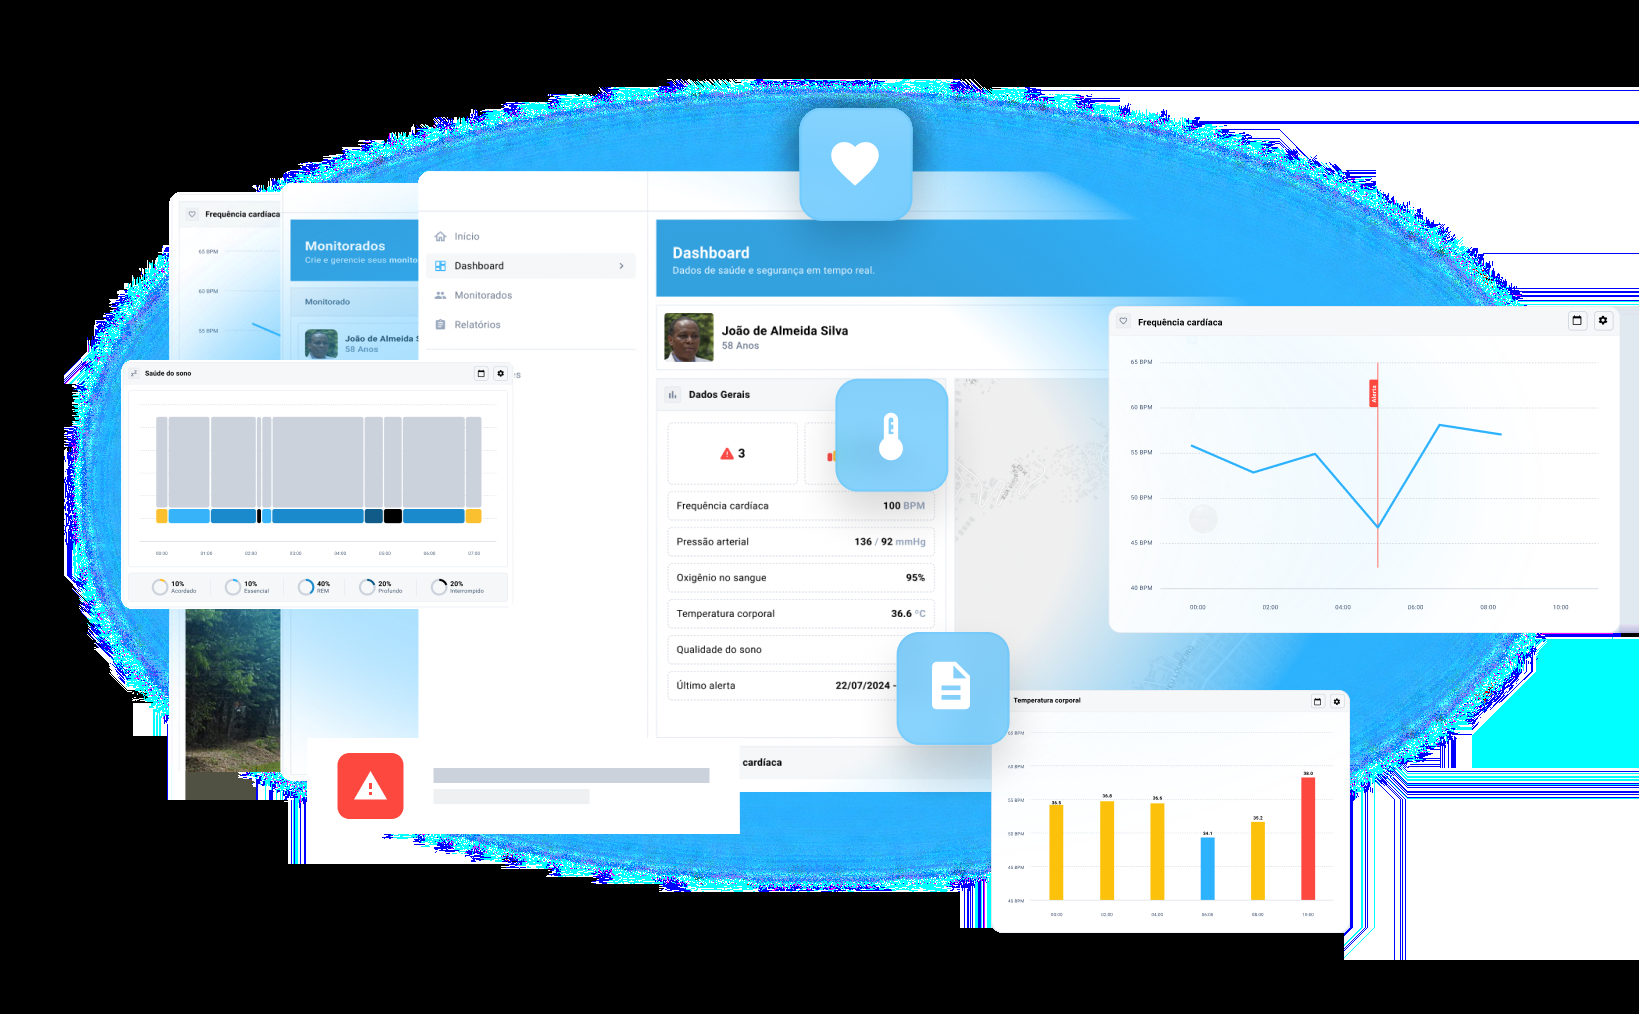 Frequência cardíaca
65 BPM
60 BPM
55 BPM
Monitorados
Crie e gerencie seus monito
Monitorado
João de Almeida S
58 Anos
Início
Dashboard
Monitorados
Relatórios
s
Dashboard
Dados de saúde e segurança em tempo real.
João de Almeida Silva
58 Anos
Dados Gerais
3
Frequência cardíaca
100 BPM
Pressão arterial
136 / 92 mmHg
Oxigênio no sangue
95%
Temperatura corporal
36.6 °C
Qualidade do sono
Último alerta
22/07/2024 -
cardíaca
Saúde do sono
00:00 01:00 02:00 03:00 04:00 05:00 06:00 07:00
10%
Acordado
10%
Essencial
40%
REM
20%
Profundo
20%
Interrompido
Frequência cardíaca
65 BPM
60 BPM
55 BPM
50 BPM
45 BPM
40 BPM
Alerta
00:00 02:00 04:00 06:00 08:00 10:00
Temperatura corporal
65 BPM
60 BPM
55 BPM
50 BPM
45 BPM
40 BPM
36.5
36.8
36.6
34.1
35.2
38.0
00:00 02:00 04:00 06:00 08:00 10:00